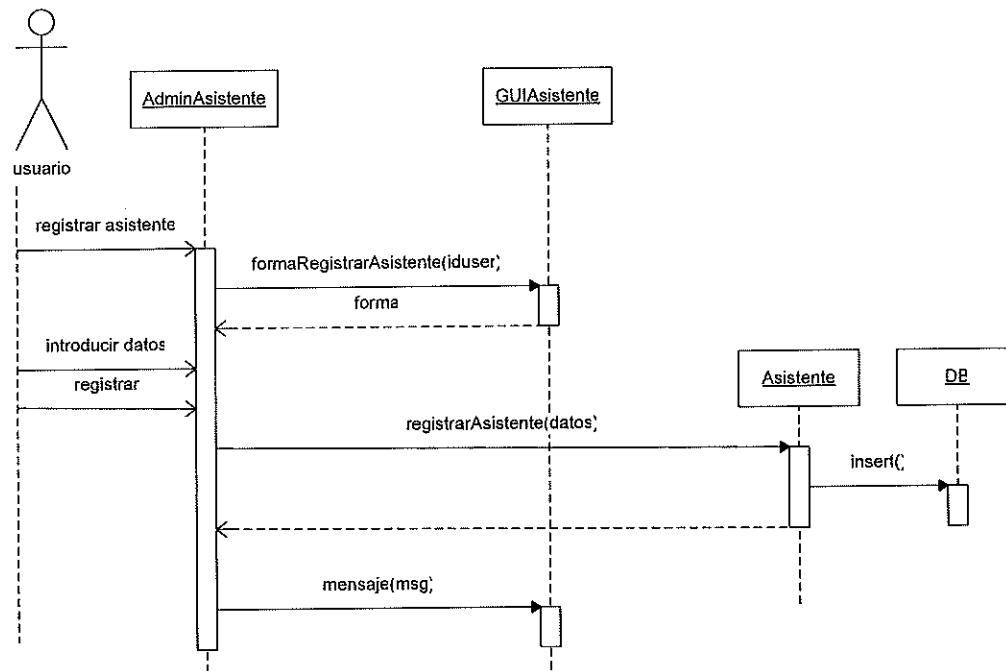 AdminAsistente
GUIAsistente
usuario
registrar asistente
formaRegistrarAsistente(iduser)
forma
introducir datos
registrar
Asistente
DB
registrarAsistente(datos)
insert()
mensaje(msg)